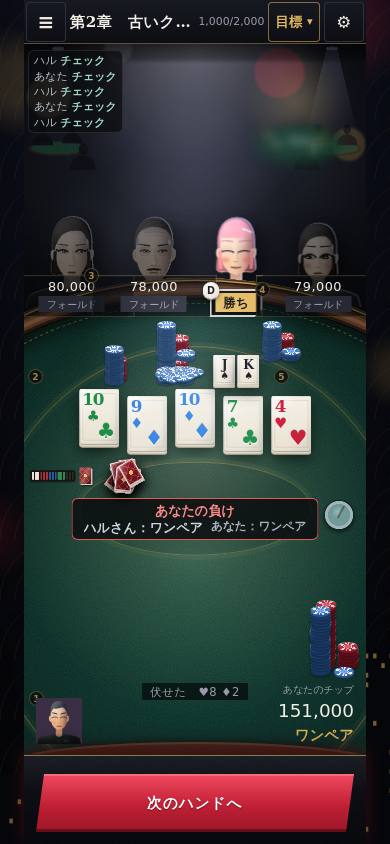 第2章 古いク… 1,000/2,000 目標 ▾
ハル チェック
あなた チェック
ハル チェック
あなた チェック
ハル チェック
3
80,000
78,000
D
4
79,000
フォールド
フォールド
勝ち
フォールド
2
J
K
5
10
9
10
7
4
あなたの負け
ハルさん：ワンペア あなた：ワンペア
伏せた ♥8 ♦2
あなたのチップ
151,000
ワンペア
次のハンドへ